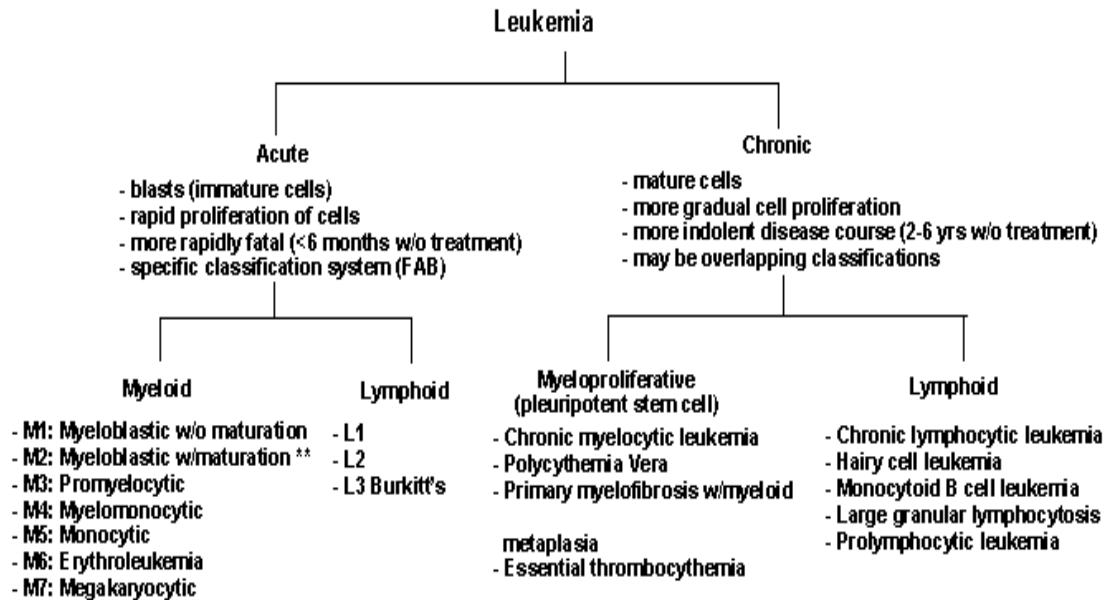 Leukemia
Acute
- blasts (immature cells)
- rapid proliferation of cells
- more rapidly fatal (<6 months w/o treatment)
- specific classification system (FAB)
Chronic
- mature cells
- more gradual cell proliferation
- more indolent disease course (2-6 yrs w/o treatment)
- may be overlapping classifications
Myeloid
- M1: Myeloblastic w/o maturation
- M2: Myeloblastic w/maturation **
- M3: Promyelocytic
- M4: Myelomonocytic
- M5: Monocytic
- M6: Erythroleukemia
- M7: Megakaryocytic
Lymphoid
- L1
- L2
- L3 Burkitt's
Myeloproliferative
(pleuripotent stem cell)
- Chronic myelocytic leukemia
- Polycythemia Vera
- Primary myelofibrosis w/myeloid
metaplasia
- Essential thrombocythemia
Lymphoid
- Chronic lymphocytic leukemia
- Hairy cell leukemia
- Monocytoid B cell leukemia
- Large granular lymphocytosis
- Prolymphocytic leukemia